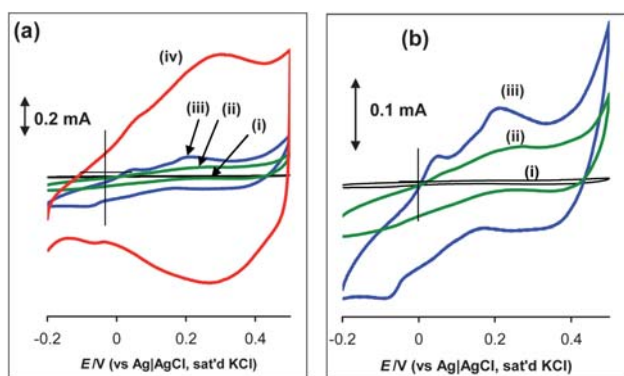 (a)
(iv)
0.2 mA
(iii)
(ii)
(i)
-0.2
0
0.2
0.4
E/V (vs Ag|AgCl, sat'd KCl)
(b)
0.1 mA
(iii)
(ii)
(i)
-0.2
0
0.2
0.4
E/V (vs Ag|AgCl, sat'd KCl)